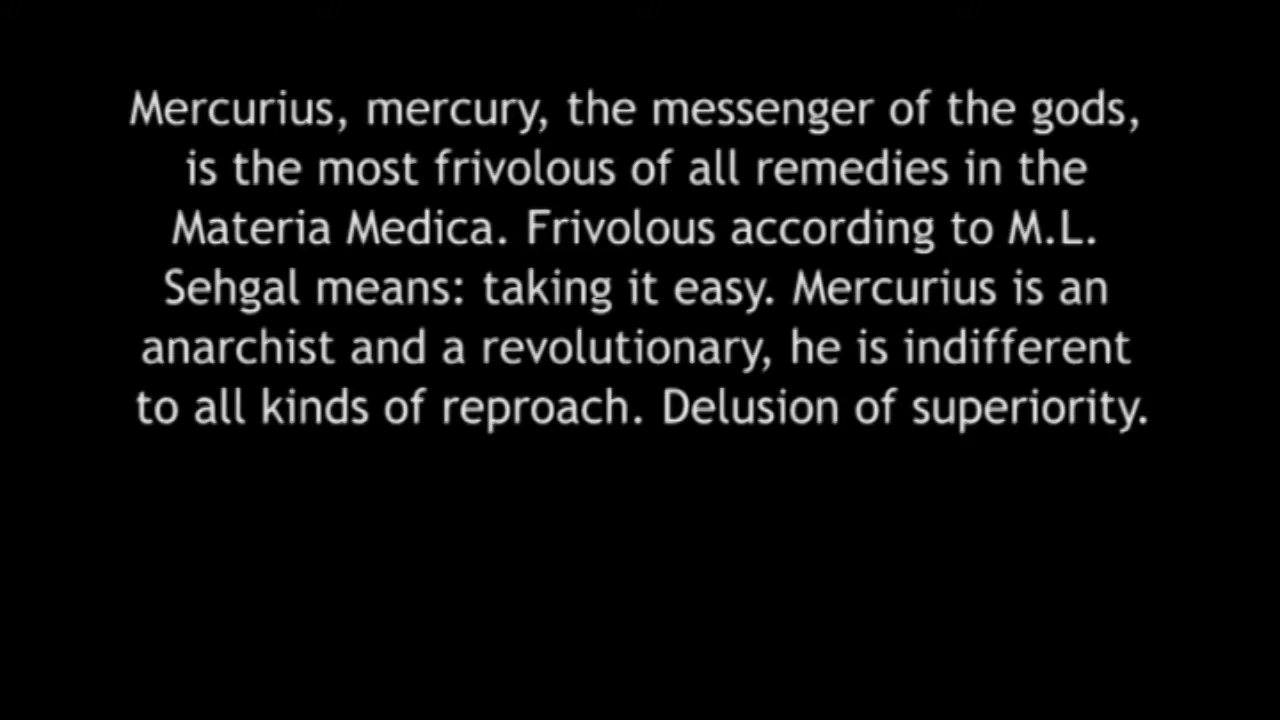 Mercurius, mercury, the messenger of the gods,
is the most frivolous of all remedies in the
Materia Medica. Frivolous according to M.L.
Sehgal means: taking it easy. Mercurius is an
anarchist and a revolutionary, he is indifferent
to all kinds of reproach. Delusion of superiority.